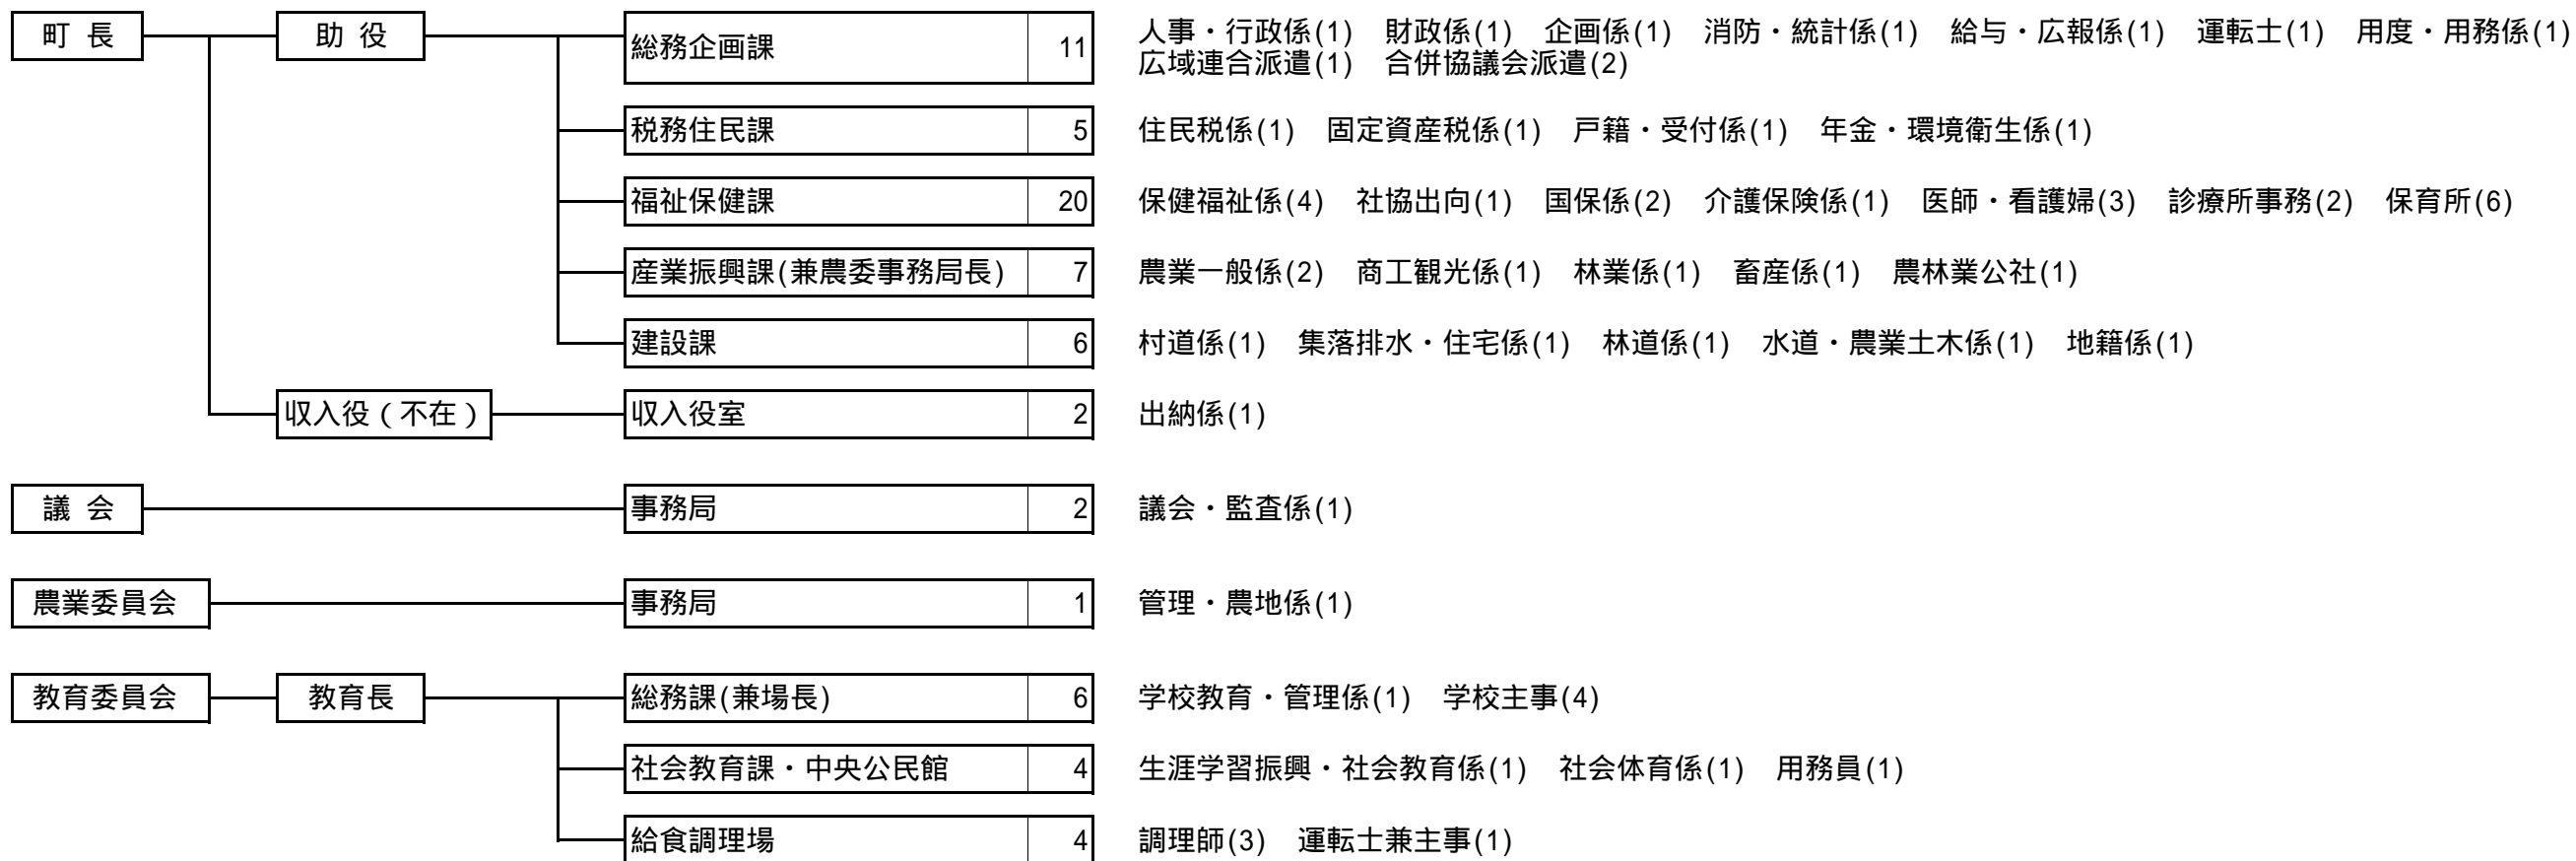 町 長 助 役 総務企画課 11 人事・行政係(1) 財政係(1) 企画係(1) 消防・統計係(1) 給与・広報係(1) 運転士(1) 用度・用務係(1)
広域連合派遣(1) 合併協議会派遣(2)
税務住民課 5 住民税係(1) 固定資産税係(1) 戸籍・受付係(1) 年金・環境衛生係(1)
福祉保健課 20 保健福祉係(4) 社協出向(1) 国保係(2) 介護保険係(1) 医師・看護婦(3) 診療所事務(2) 保育所(6)
産業振興課(兼農委事務局長) 7 農業一般係(2) 商工観光係(1) 林業係(1) 畜産係(1) 農林業公社(1)
建設課 6 村道係(1) 集落排水・住宅係(1) 林道係(1) 水道・農業土木係(1) 地籍係(1)
収入役（不在） 収入役室 2 出納係(1)
議 会 事務局 2 議会・監査係(1)
農業委員会 事務局 1 管理・農地係(1)
教育委員会 教育長 総務課(兼場長) 6 学校教育・管理係(1) 学校主事(4)
社会教育課・中央公民館 4 生涯学習振興・社会教育係(1) 社会体育係(1) 用務員(1)
給食調理場 4 調理師(3) 運転士兼主事(1)